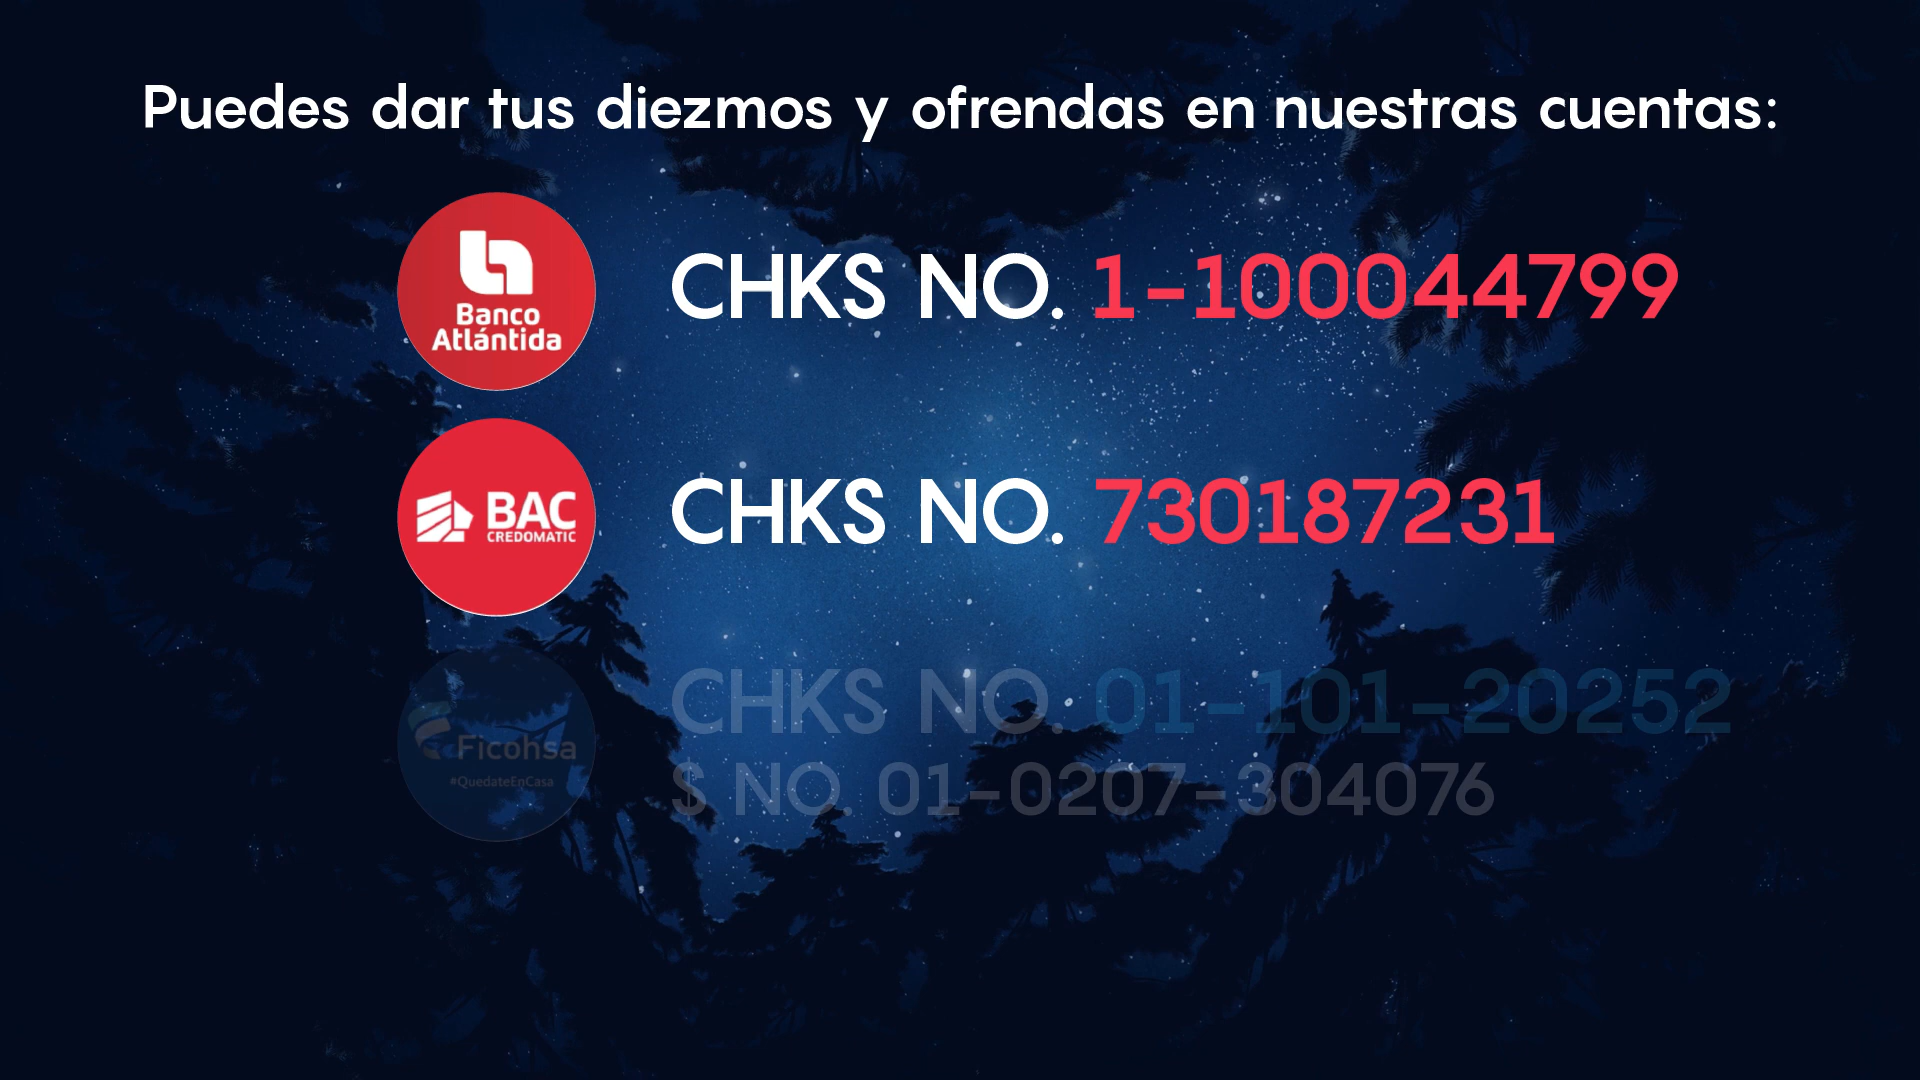 Puedes dar tus diezmos y ofrendas en nuestras cuentas:
Banco
Atlántida
CHKS NO. 1-100044799
BAC
CREDOMATIC
CHKS NO. 730187231
Ficohsa
#QuedateEnCasa
CHKS NO. 01-101-20252
$ NO. 01-0207-304076